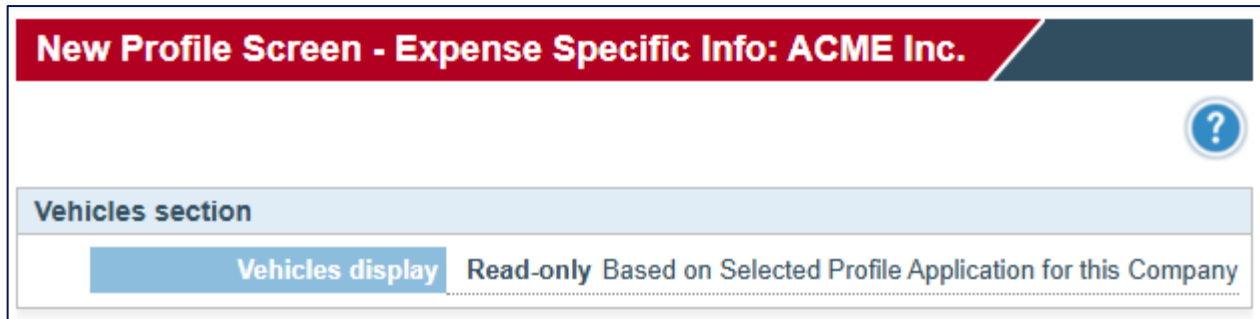 New Profile Screen - Expense Specific Info: ACME Inc.
?
Vehicles section
Vehicles display Read-only Based on Selected Profile Application for this Company